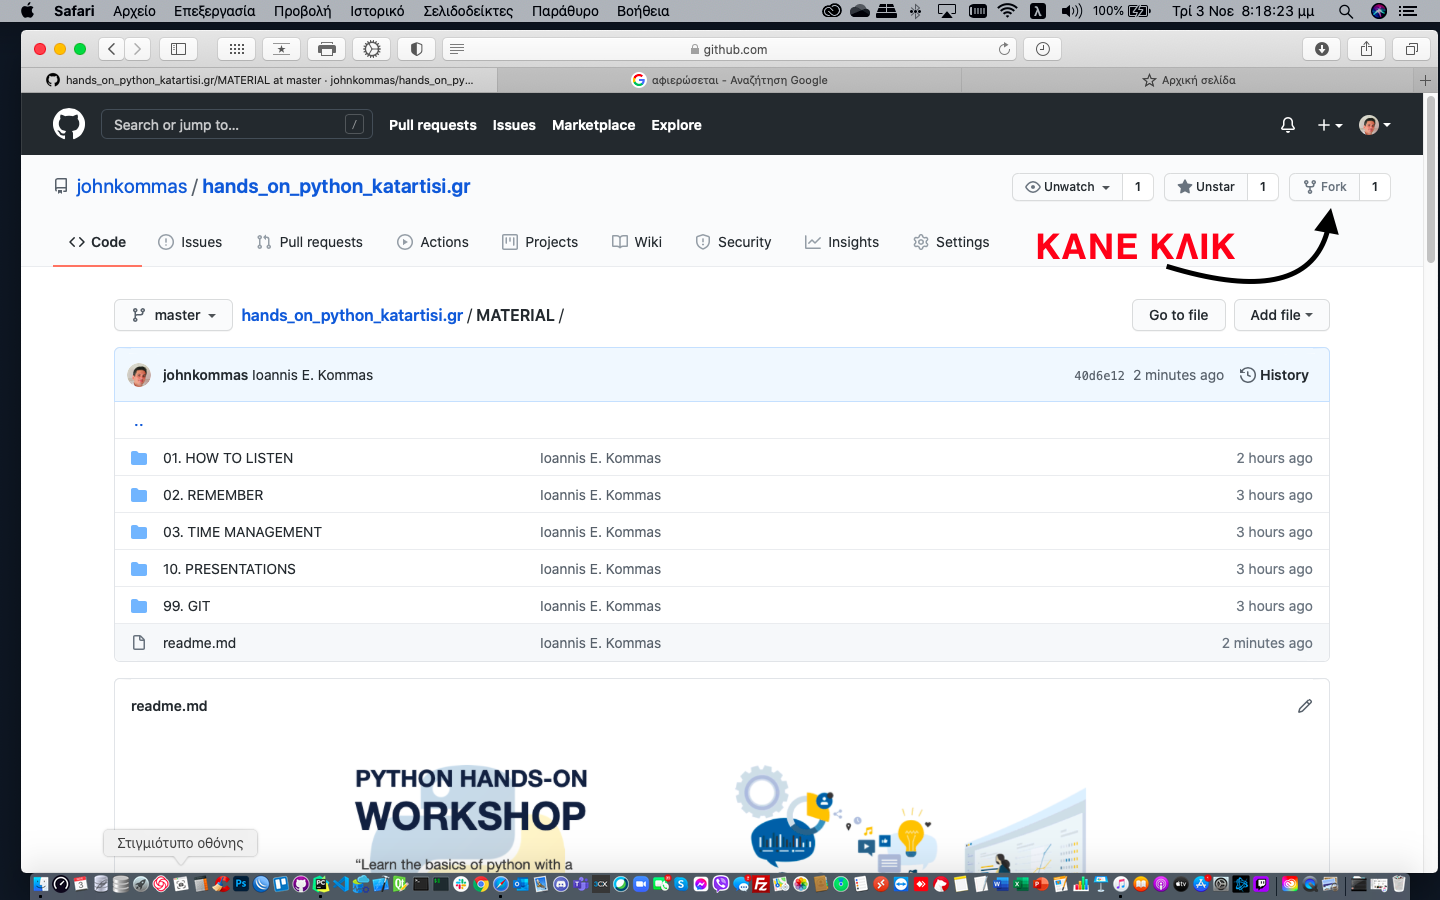 Safari Αρχείο Επεξεργασία Προβολή Ιστορικό Σελιδοδείκτες Παράθυρο Βοήθεια 100% Τρί 3 Νοε 8:18:23 μμ
github.com
hands_on_python_katartisi.gr/MATERIAL at master · johnkommas/hands_on_py... αφιερώσεται - Αναζήτηση Google Αρχική σελίδα
Search or jump to... / Pull requests Issues Marketplace Explore
johnkommas / hands_on_python_katartisi.gr Unwatch 1 Unstar 1 Fork 1
Code Issues Pull requests Actions Projects Wiki Security Insights Settings
ΚΑΝΕ ΚΛΙΚ
master hands_on_python_katartisi.gr / MATERIAL / Go to file Add file
johnkommas Ioannis E. Kommas 40d6e12 2 minutes ago History
..
01. HOW TO LISTEN Ioannis E. Kommas 2 hours ago
02. REMEMBER Ioannis E. Kommas 3 hours ago
03. TIME MANAGEMENT Ioannis E. Kommas 3 hours ago
10. PRESENTATIONS Ioannis E. Kommas 3 hours ago
99. GIT Ioannis E. Kommas 3 hours ago
readme.md Ioannis E. Kommas 2 minutes ago
readme.md
PYTHON HANDS-ON
WORKSHOP
“Learn the basics of python with a
Στιγμιότυπο οθόνης